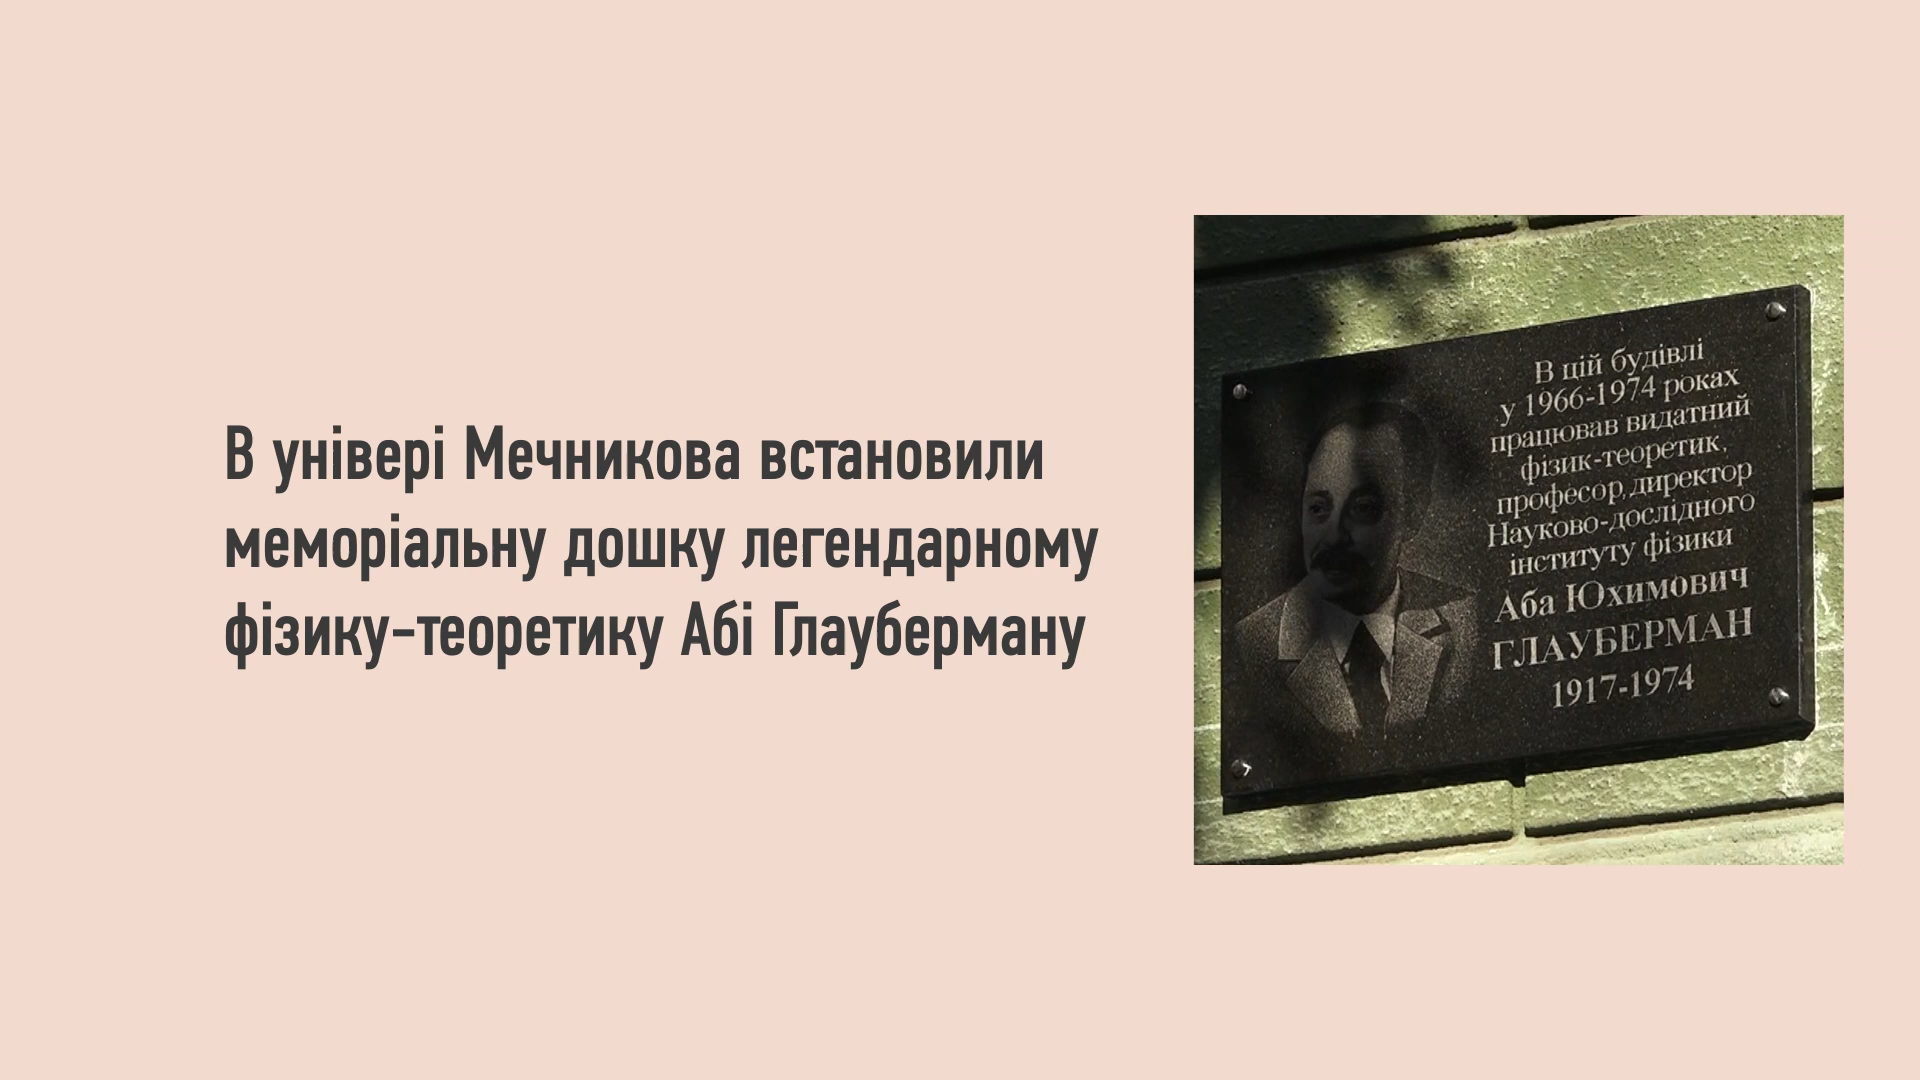 В універі Мечникова встановили
меморіальну дошку легендарному
фізику-теоретику Абі Глауберману
В цій будівлі
у 1966-1974 роках
працював видатний
фізик-теоретик,
професор, директор
Науково-дослідного
інституту фізики
Аба Юхимович
ГЛАУБЕРМАН
1917-1974